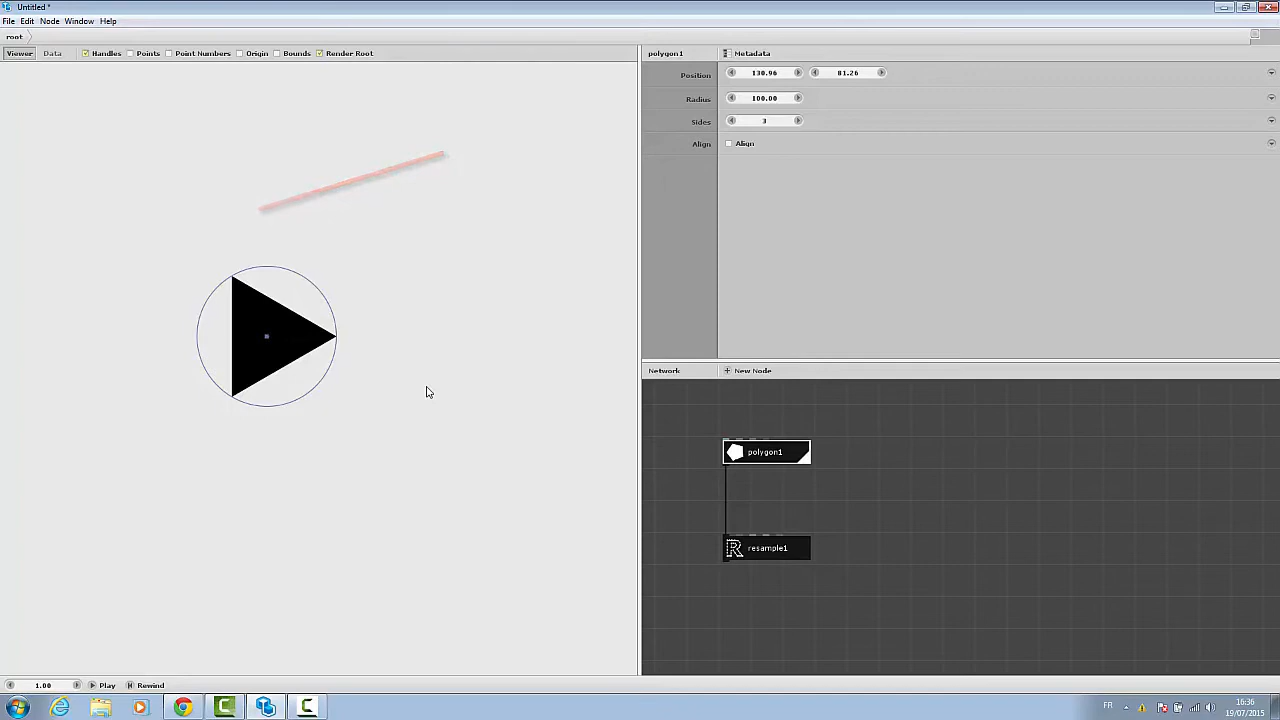 Untitled *
File Edit Node Window Help
root
Viewer Data Handles Points Point Numbers Origin Bounds Render Root
polygon1 Metadata
Position 130.96 81.26
Radius 100.00
Sides 3
Align Align
Network New Node
polygon1
R resample1
1.00 Play Rewind
FR 16:36
19/07/2015